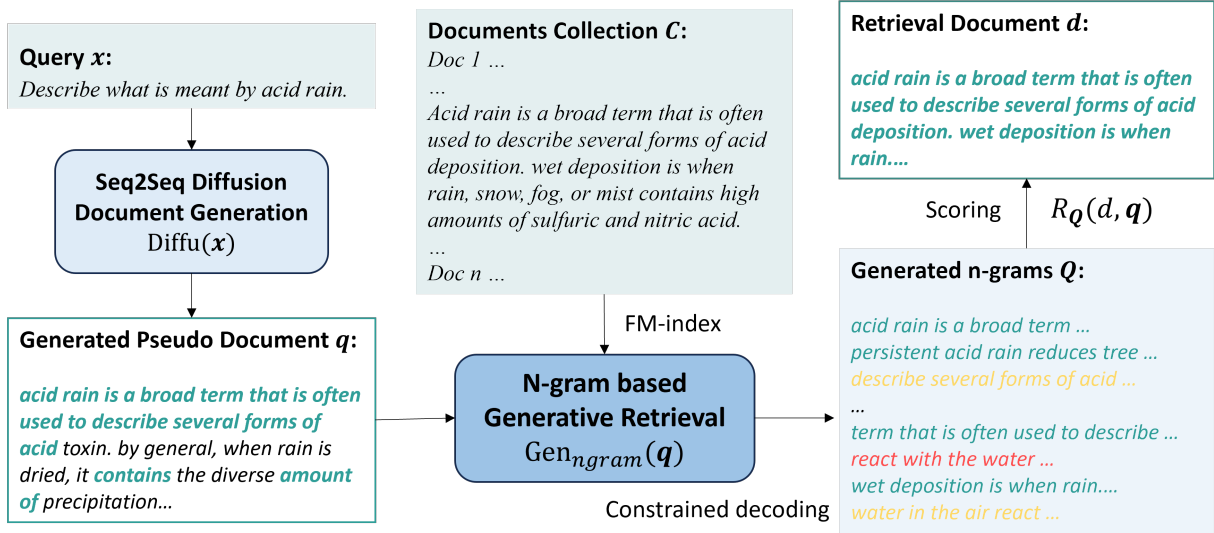 Query x:
Describe what is meant by acid rain.
Seq2Seq Diffusion
Document Generation
Diffu(x)
Generated Pseudo Document q:
acid rain is a broad term that is often
used to describe several forms of
acid toxin. by general, when rain is
dried, it contains the diverse amount
of precipitation…
Documents Collection C:
Doc 1 …
…
Acid rain is a broad term that is often
used to describe several forms of acid
deposition. wet deposition is when
rain, snow, fog, or mist contains high
amounts of sulfuric and nitric acid.
…
Doc n …
FM-index
N-gram based
Generative Retrieval
Gen_ngram(q)
Constrained decoding
Retrieval Document d:
acid rain is a broad term that is often
used to describe several forms of acid
deposition. wet deposition is when
rain.…
Scoring
R_Q(d, q)
Generated n-grams Q:
acid rain is a broad term …
persistent acid rain reduces tree …
describe several forms of acid …
…
term that is often used to describe …
react with the water …
wet deposition is when rain.…
water in the air react …